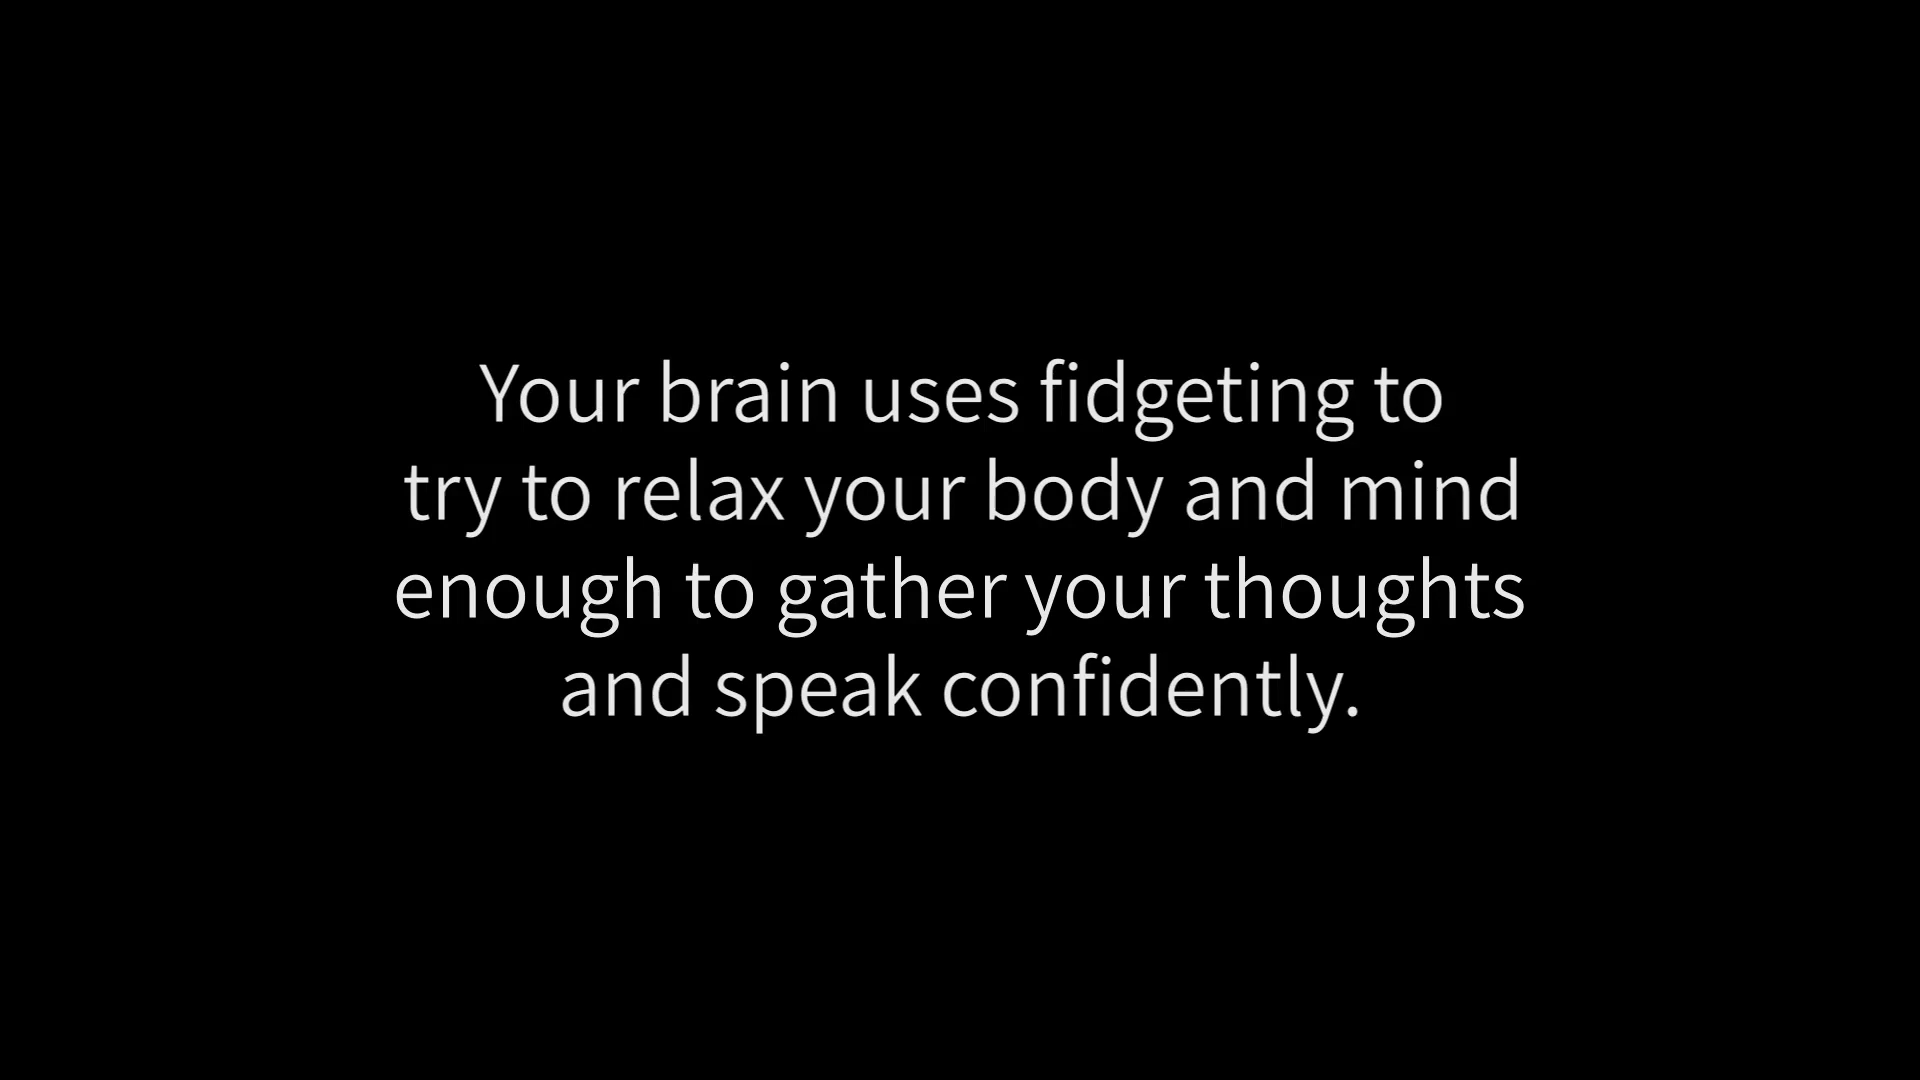 Your brain uses fidgeting to
try to relax your body and mind
enough to gather your thoughts
and speak confidently.